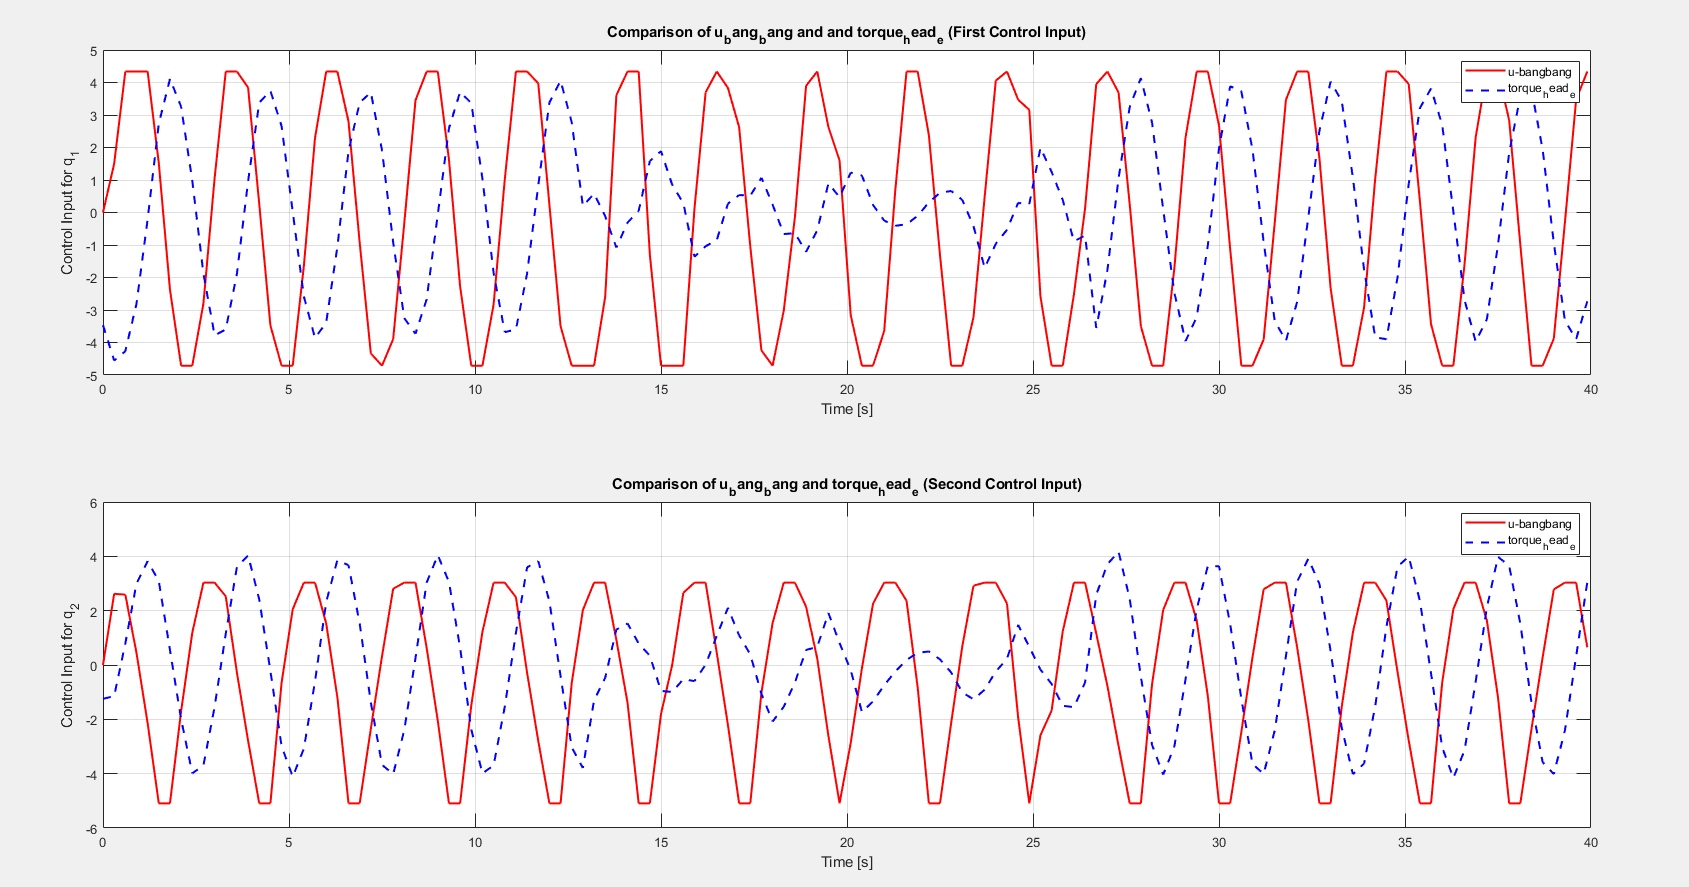 Comparison of u_bang_bang and and torque_head_e (First Control Input)
5
4
3
2
1
0
-1
-2
-3
-4
-5
Control Input for q_1
u-bangbang
torque_head_e
0 5 10 15 20 25 30 35 40
Time [s]
Comparison of u_bang_bang and torque_head_e (Second Control Input)
6
4
2
0
-2
-4
-6
Control Input for q_2
u-bangbang
torque_head_e
0 5 10 15 20 25 30 35 40
Time [s]